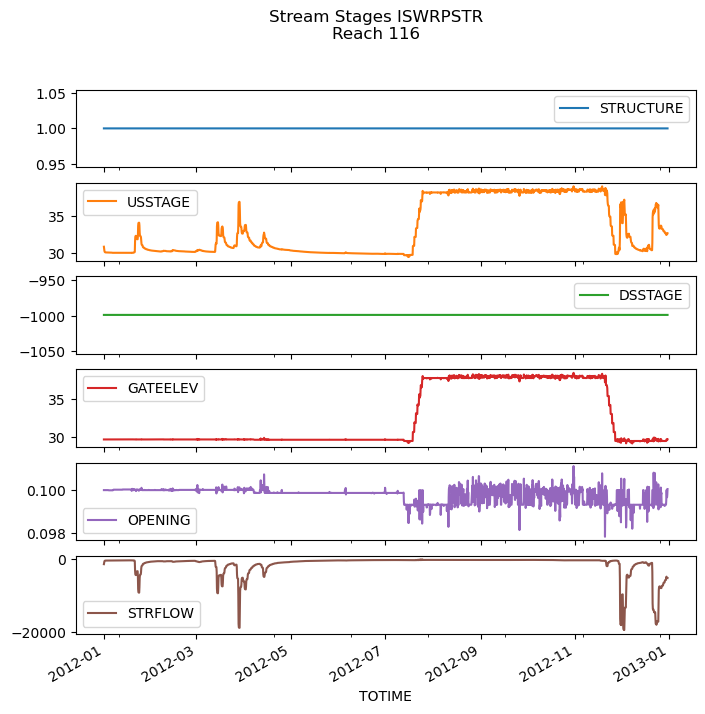 Stream Stages ISWRPSTR
Reach 116
1.05
1.00
0.95
STRUCTURE
35
30
USSTAGE
−950
−1000
−1050
DSSTAGE
35
30
GATEELEV
0.100
0.098
OPENING
0
−20000
STRFLOW
2012-01
2012-03
2012-05
2012-07
2012-09
2012-11
2013-01
TOTIME